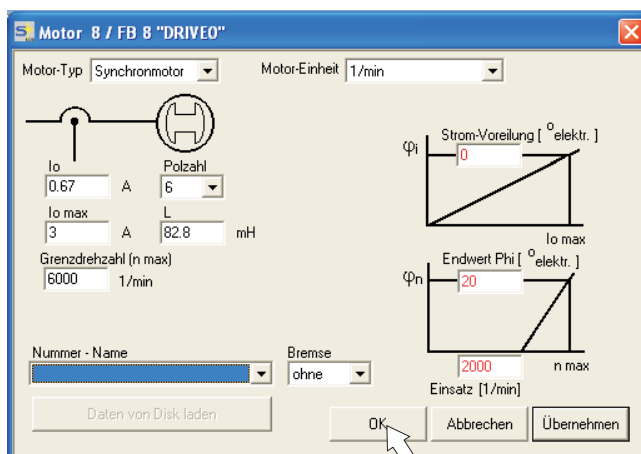 Motor 8 / FB 8 "DRIVE0"
Motor-Typ Synchronmotor Motor-Einheit 1/min
Io Polzahl
0.67 A 6
Io max L
3 A 82.8 mH
Grenzdrehzahl (n max)
6000 1/min
Strom-Voreilung [ °elektr. ]
φi 0
Io max
Endwert Phi [ °elektr. ]
φn 20
2000 n max
Einsatz [1/min]
Nummer - Name Bremse
ohne
Daten von Disk laden
OK Abbrechen Übernehmen